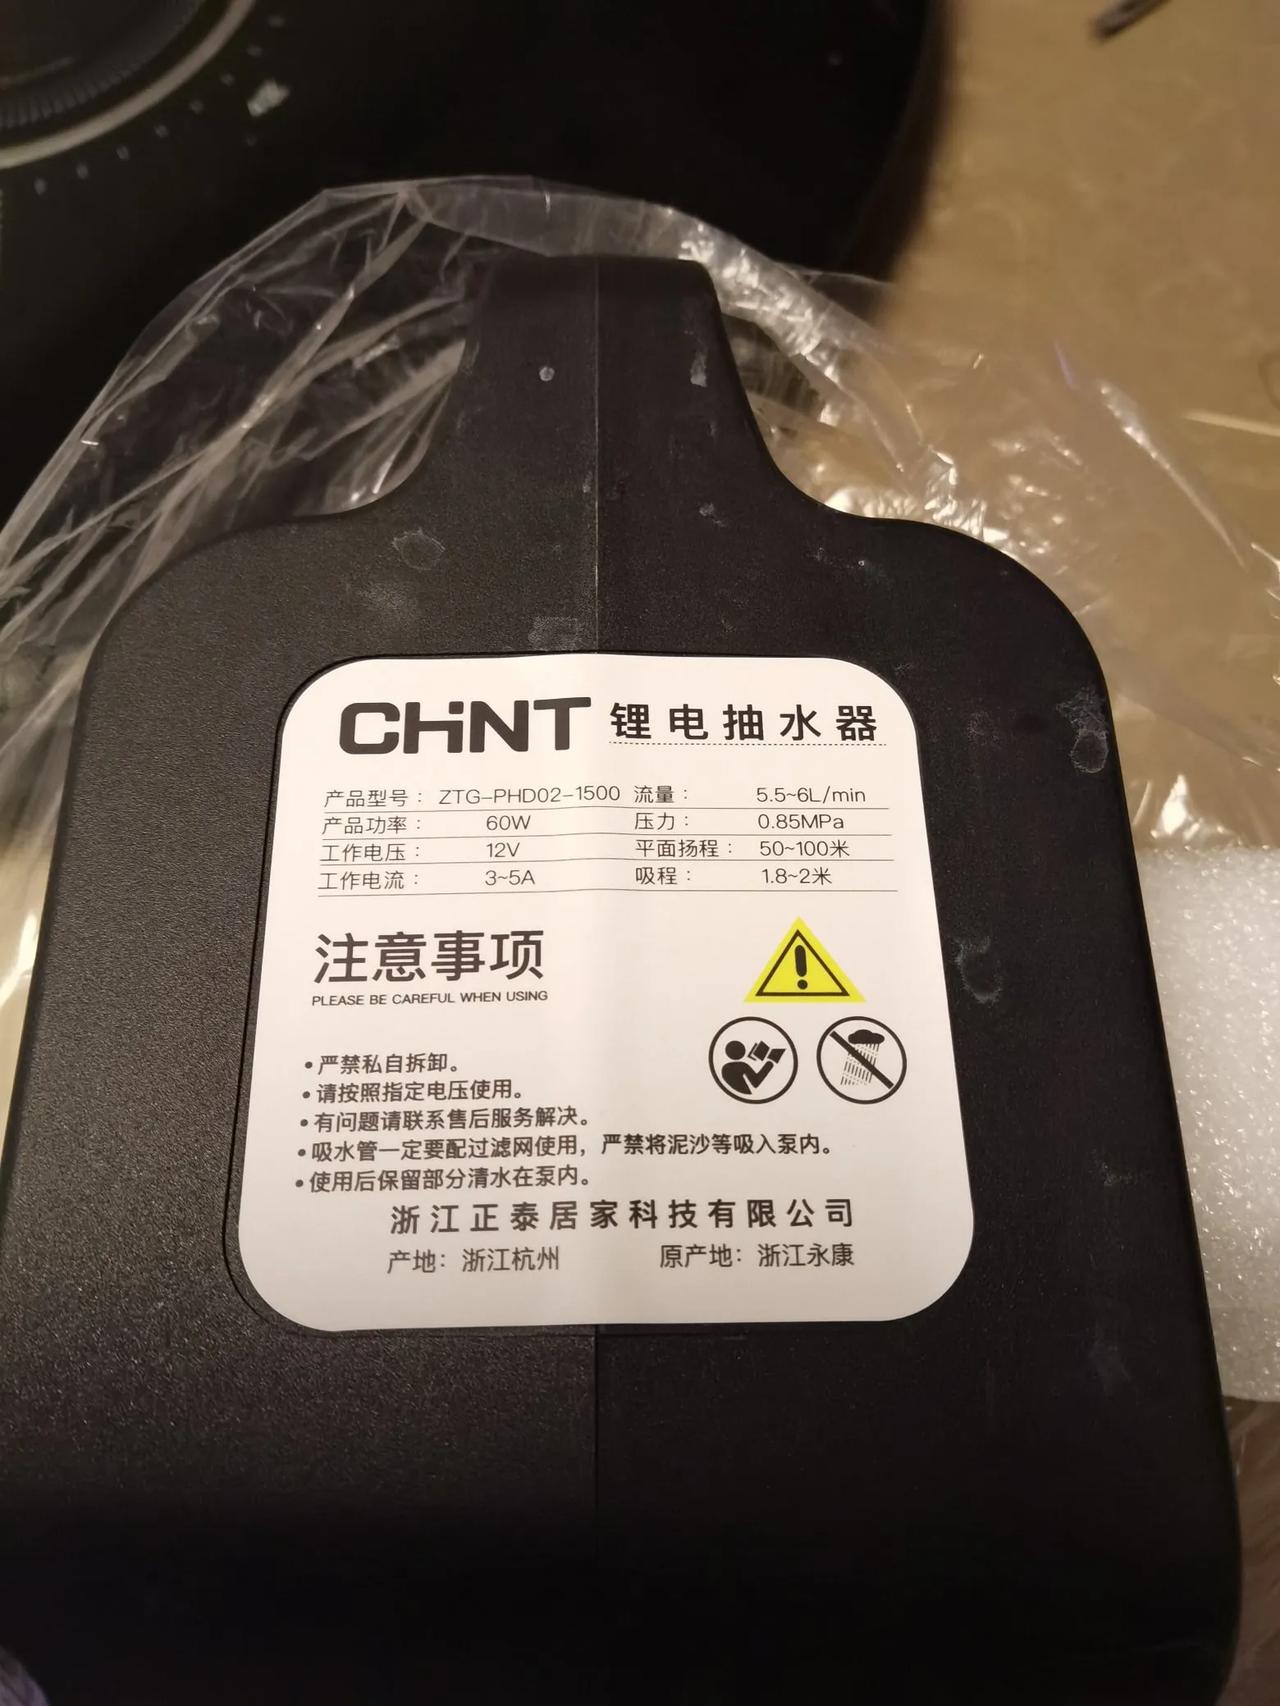 CHiNT 锂电抽水器
产品型号： ZTG-PHD02-1500 流量： 5.5~6L/min
产品功率： 60W 压力： 0.85MPa
工作电压： 12V 平面扬程： 50~100米
工作电流： 3~5A 吸程： 1.8~2米
注意事项
PLEASE BE CAREFUL WHEN USING
•严禁私自拆卸。
•请按照指定电压使用。
•有问题请联系售后服务解决。
•吸水管一定要配过滤网使用，严禁将泥沙等吸入泵内。
•使用后保留部分清水在泵内。
浙江正泰居家科技有限公司
产地：浙江杭州 原产地：浙江永康